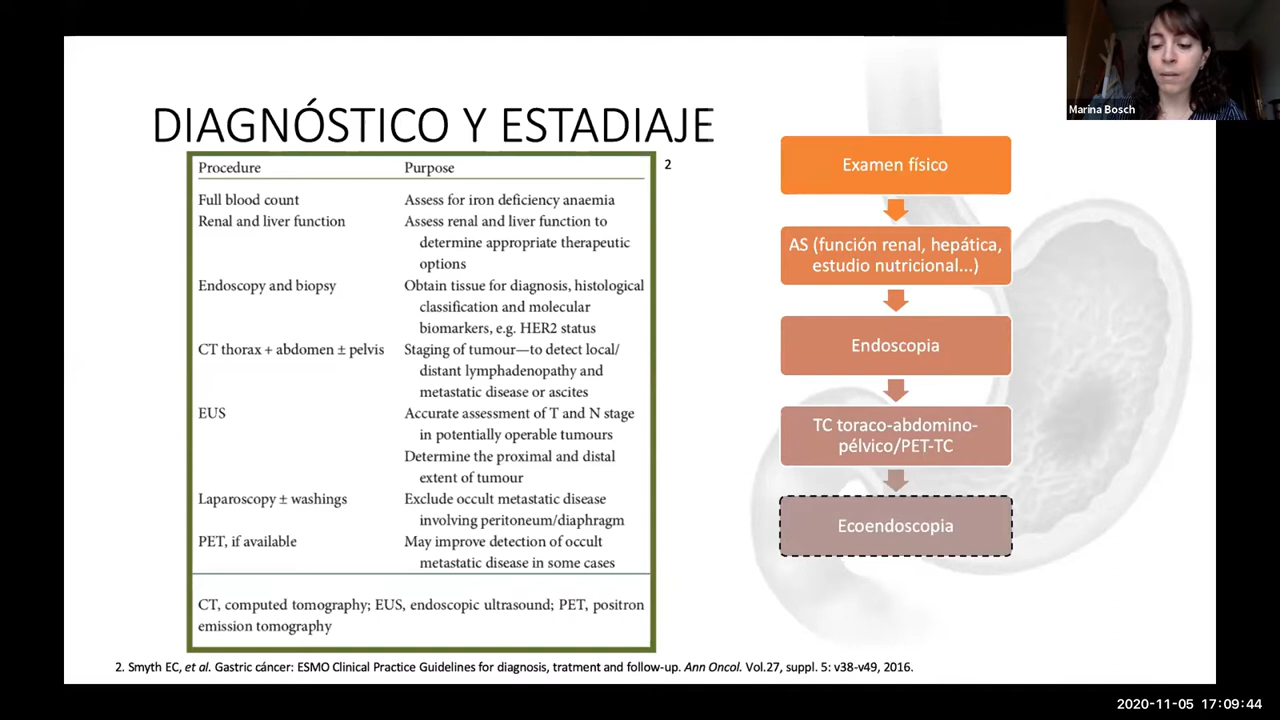 Marina Bosch
DIAGNÓSTICO Y ESTADIAJE
Procedure Purpose
Full blood count Assess for iron deficiency anaemia
Renal and liver function Assess renal and liver function to
determine appropriate therapeutic
options
Endoscopy and biopsy Obtain tissue for diagnosis, histological
classification and molecular
biomarkers, e.g. HER2 status
CT thorax + abdomen ± pelvis Staging of tumour—to detect local/
distant lymphadenopathy and
metastatic disease or ascites
EUS Accurate assessment of T and N stage
in potentially operable tumours
Determine the proximal and distal
extent of tumour
Laparoscopy ± washings Exclude occult metastatic disease
involving peritoneum/diaphragm
PET, if available May improve detection of occult
metastatic disease in some cases
CT, computed tomography; EUS, endoscopic ultrasound; PET, positron
emission tomography
2
Examen físico
AS (función renal, hepática,
estudio nutricional...)
Endoscopia
TC toraco-abdomino-
pélvico/PET-TC
Ecoendoscopia
2. Smyth EC, et al. Gastric cáncer: ESMO Clinical Practice Guidelines for diagnosis, tratment and follow-up. Ann Oncol. Vol.27, suppl. 5: v38-v49, 2016.
2020-11-05 17:09:44